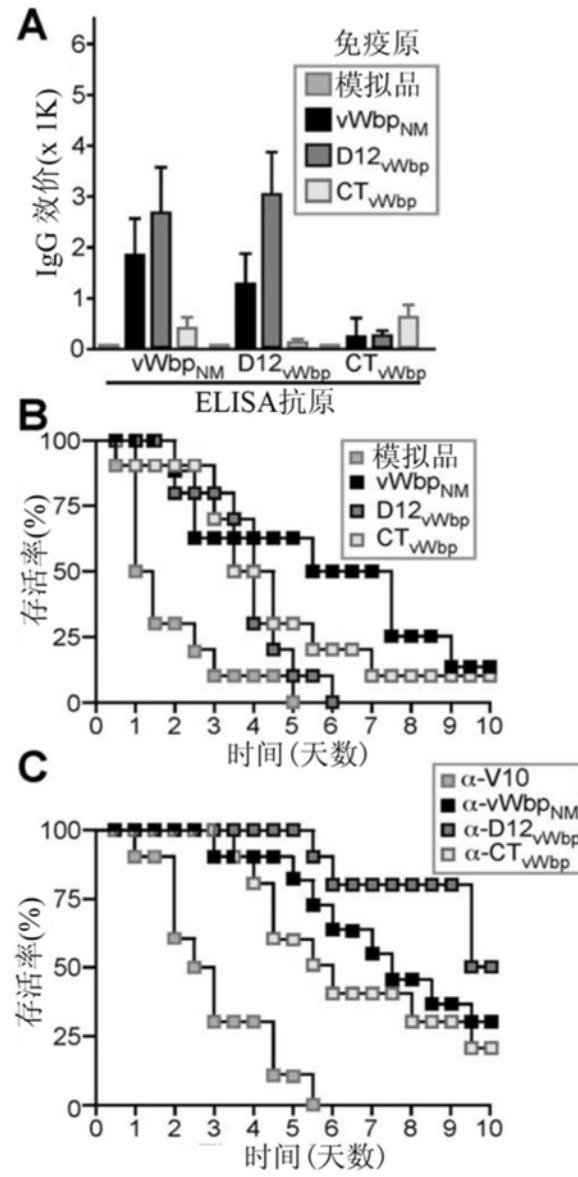 A
免疫原
模拟品
vWbpNM
D12vWbp
CTvWbp
IgG 效价(x 1K)
6
5
4
3
2
1
0
vWbpNM D12vWbp CTvWbp
ELISA抗原
B
模拟品
vWbpNM
D12vWbp
CTvWbp
存活率(%)
100
75
50
25
0
0 1 2 3 4 5 6 7 8 9 10
时间(天数)
C
α-V10
α-vWbpNM
α-D12vWbp
α-CTvWbp
存活率(%)
100
75
50
25
0
0 1 2 3 4 5 6 7 8 9 10
时间(天数)